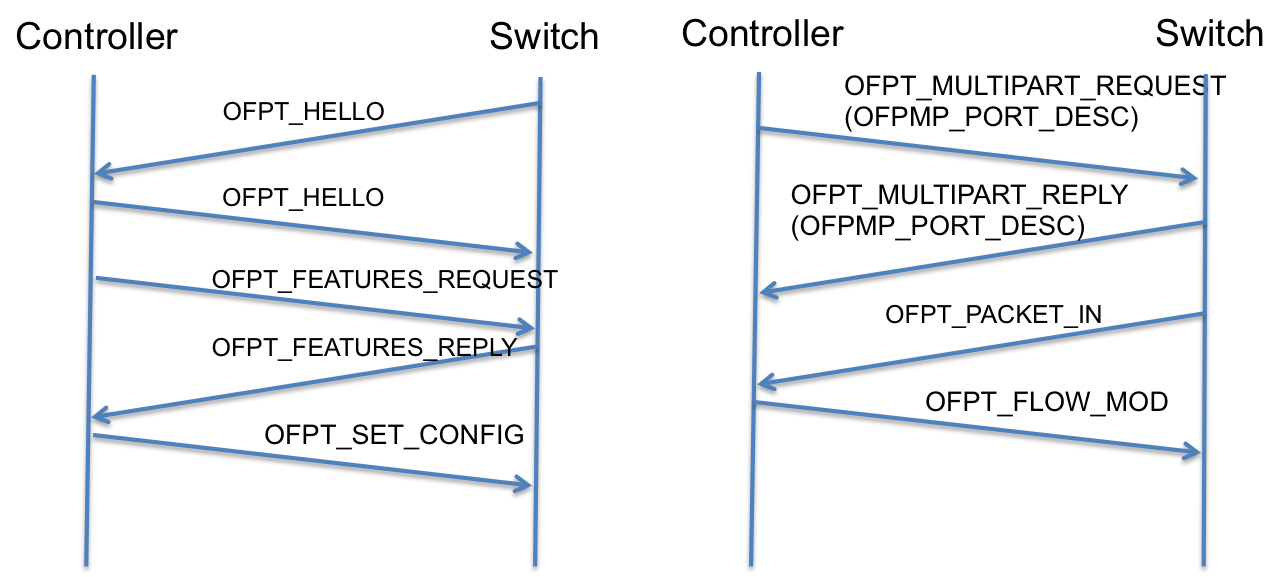 Controller
Switch
OFPT_HELLO
OFPT_HELLO
OFPT_FEATURES_REQUEST
OFPT_FEATURES_REPLY
OFPT_SET_CONFIG
Controller
Switch
OFPT_MULTIPART_REQUEST
(OFPMP_PORT_DESC)
OFPT_MULTIPART_REPLY
(OFPMP_PORT_DESC)
OFPT_PACKET_IN
OFPT_FLOW_MOD